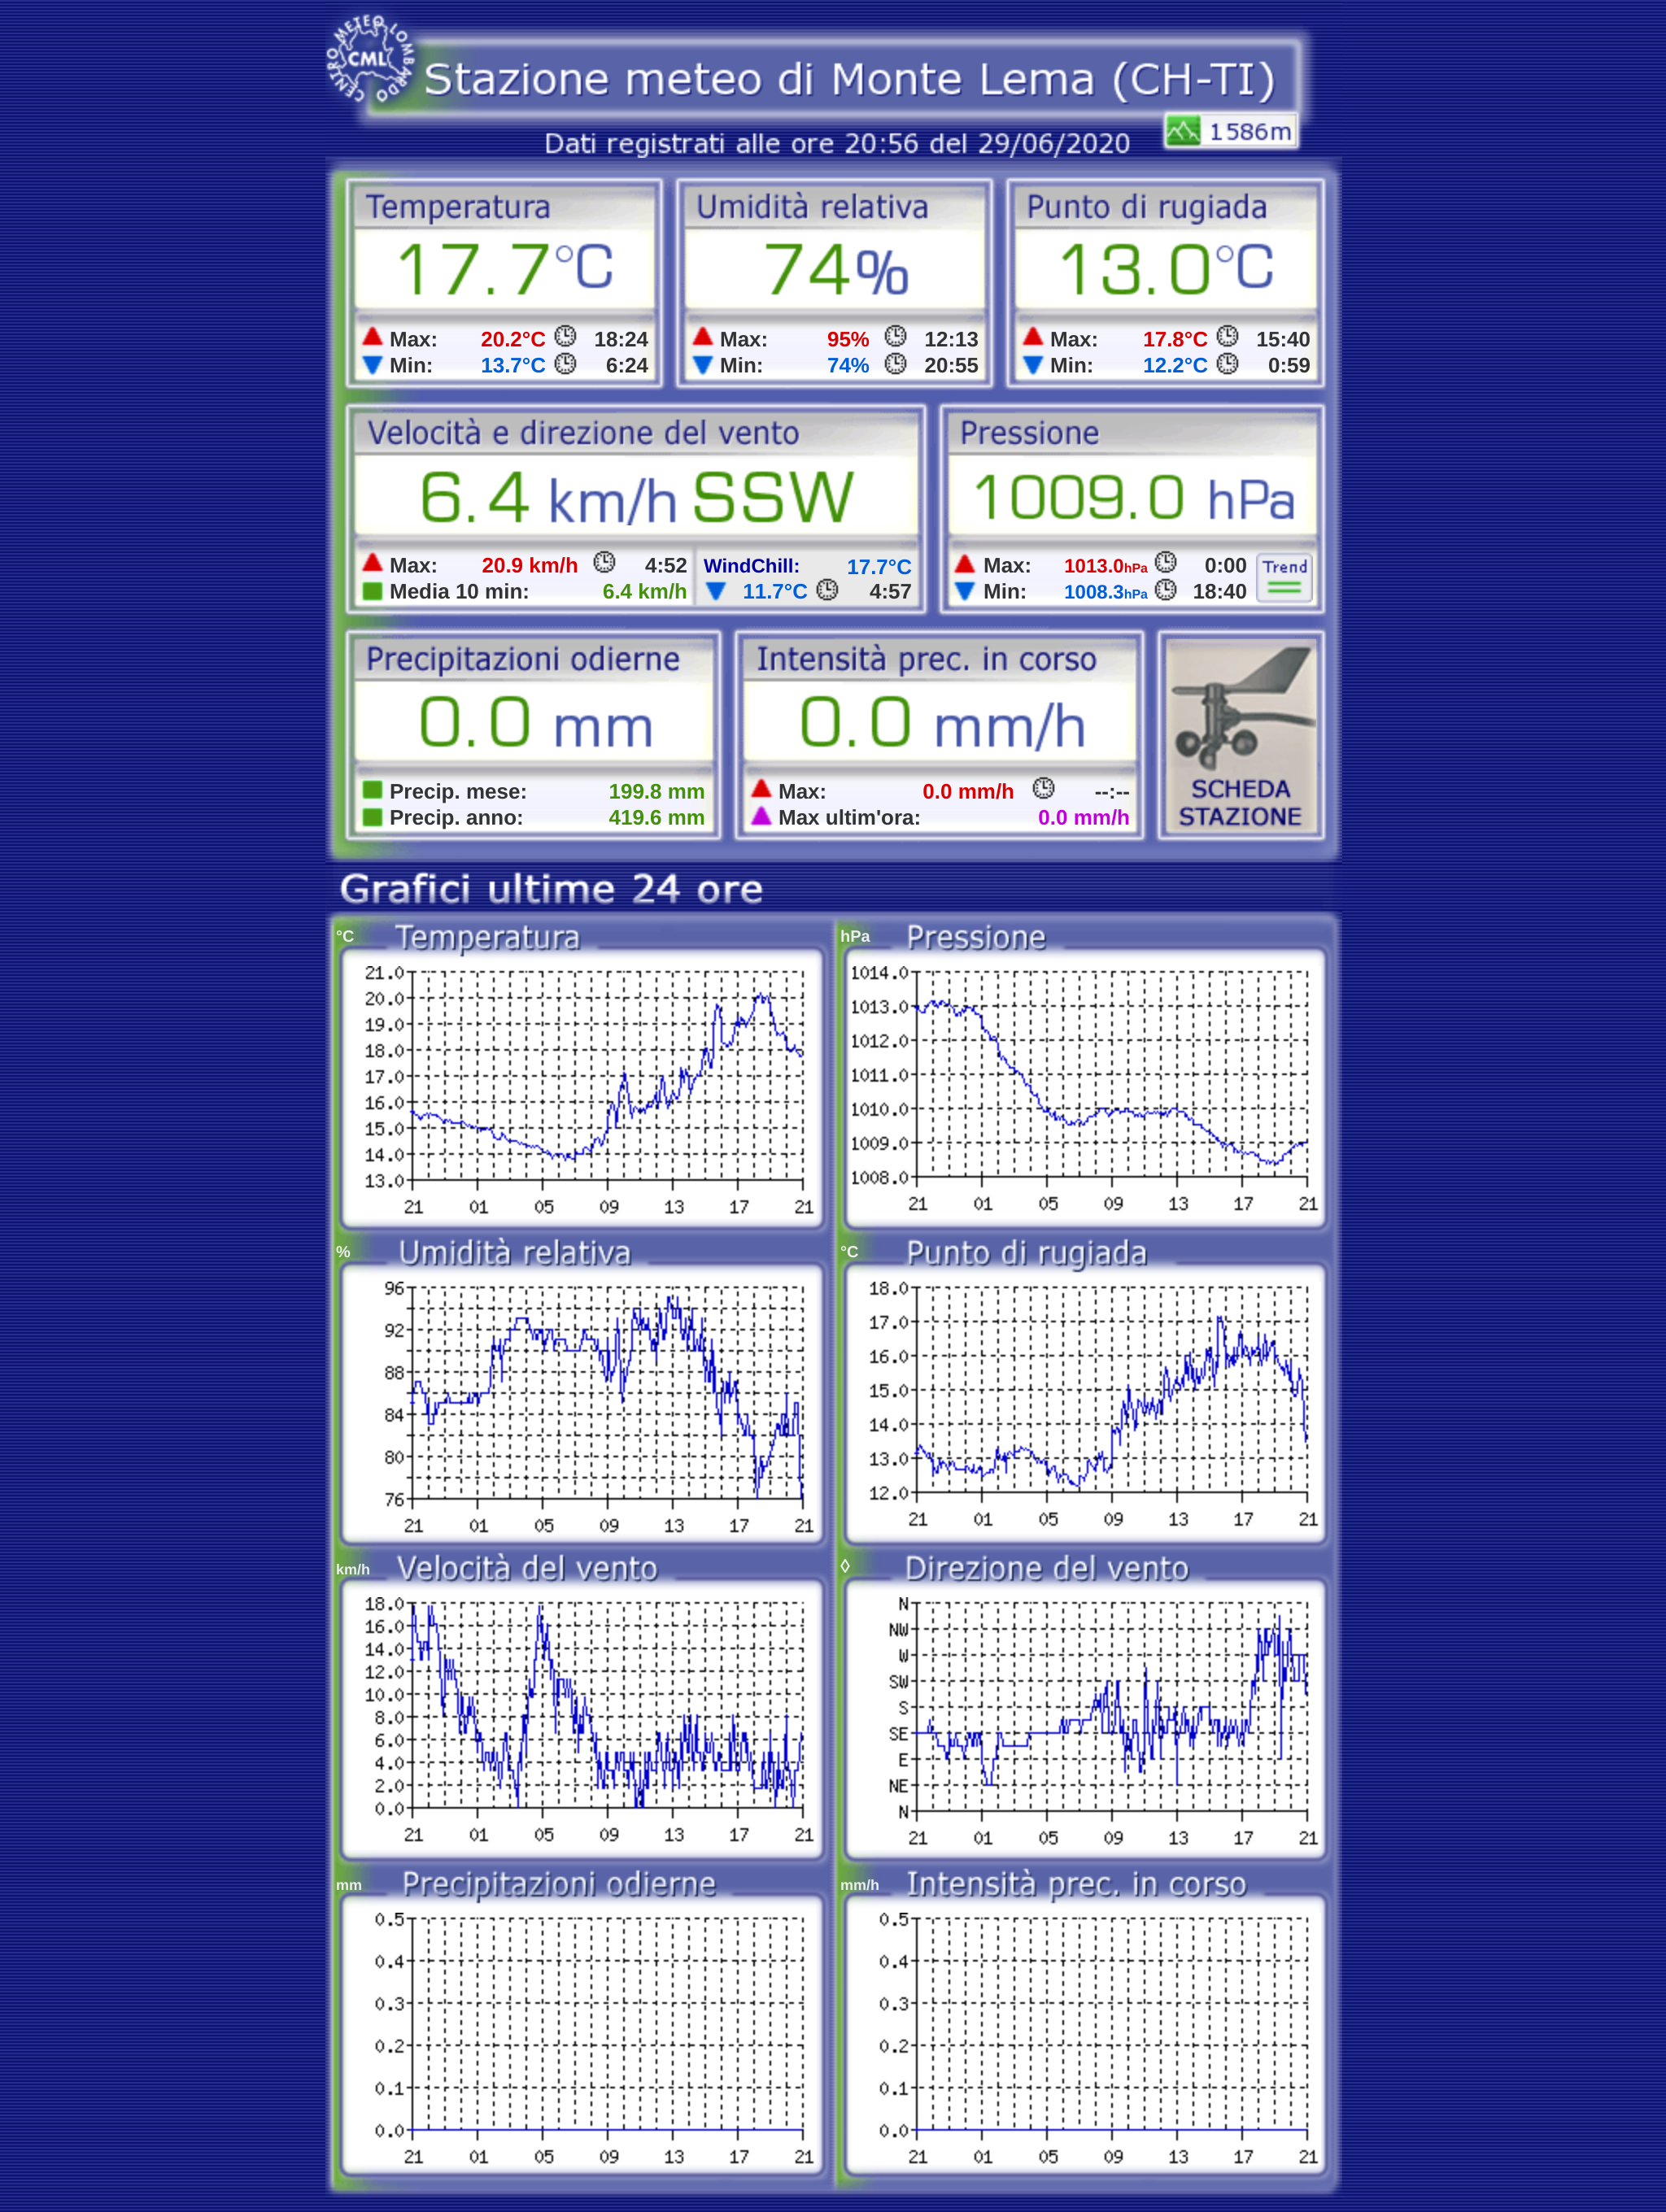 CENTRO METEO LOMBARDO
CML
Stazione meteo di Monte Lema (CH-TI)
Dati registrati alle ore 20:56 del 29/06/2020
1586m
Temperatura
17.7°C
Max: 20.2°C 18:24
Min: 13.7°C 6:24
Umidità relativa
74%
Max: 95% 12:13
Min: 74% 20:55
Punto di rugiada
13.0°C
Max: 17.8°C 15:40
Min: 12.2°C 0:59
Velocità e direzione del vento
6.4 km/h SSW
Max: 20.9 km/h 4:52
Media 10 min: 6.4 km/h
WindChill: 17.7°C
11.7°C 4:57
Pressione
1009.0 hPa
Max: 1013.0hPa 0:00
Min: 1008.3hPa 18:40
Trend
Precipitazioni odierne
0.0 mm
Precip. mese: 199.8 mm
Precip. anno: 419.6 mm
Intensità prec. in corso
0.0 mm/h
Max: 0.0 mm/h --:--
Max ultim'ora: 0.0 mm/h
SCHEDA
STAZIONE
Grafici ultime 24 ore
°C Temperatura
21.0
20.0
19.0
18.0
17.0
16.0
15.0
14.0
13.0
21 01 05 09 13 17 21
hPa Pressione
1014.0
1013.0
1012.0
1011.0
1010.0
1009.0
1008.0
21 01 05 09 13 17 21
% Umidità relativa
96
92
88
84
80
76
21 01 05 09 13 17 21
°C Punto di rugiada
18.0
17.0
16.0
15.0
14.0
13.0
12.0
21 01 05 09 13 17 21
km/h Velocità del vento
18.0
16.0
14.0
12.0
10.0
8.0
6.0
4.0
2.0
0.0
21 01 05 09 13 17 21
◊ Direzione del vento
N
NW
W
SW
S
SE
E
NE
N
21 01 05 09 13 17 21
mm Precipitazioni odierne
0.5
0.4
0.3
0.2
0.1
0.0
21 01 05 09 13 17 21
mm/h Intensità prec. in corso
0.5
0.4
0.3
0.2
0.1
0.0
21 01 05 09 13 17 21